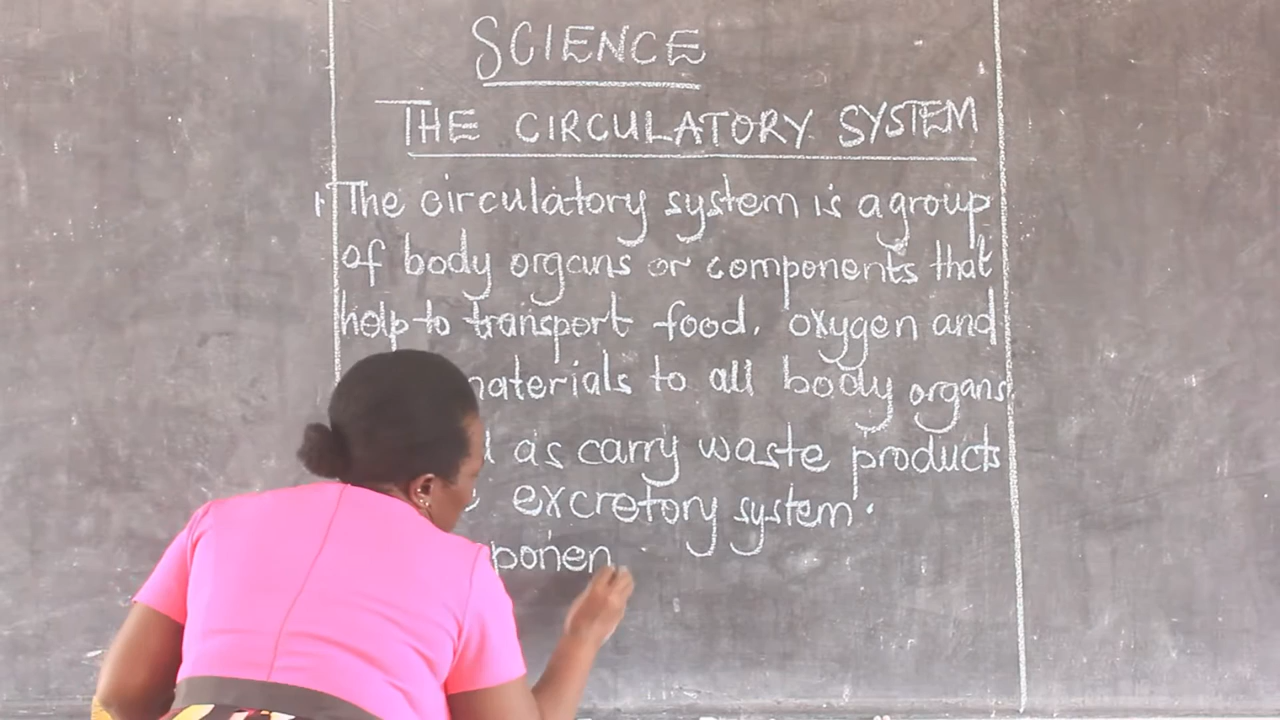 SCIENCE
THE CIRCULATORY SYSTEM
The circulatory system is a group
of body organs or components that
help to transport food. oxygen and
materials to all body organs
as carry waste products
excretory system.
ponen